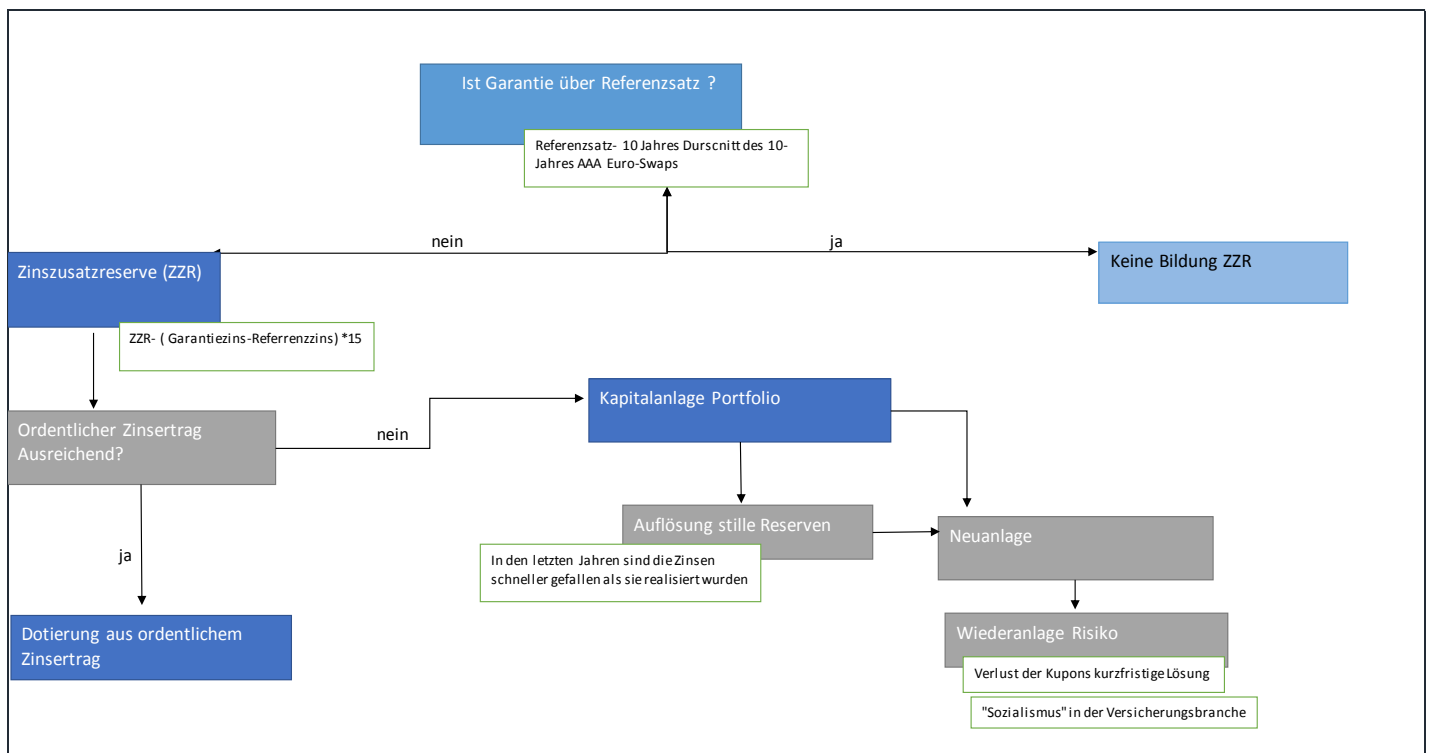 Ist Garantie über Referenzsatz ?
Referenzsatz- 10 Jahres Durscnitt des 10-
Jahres AAA Euro-Swaps
nein
ja
Zinszusatzreserve (ZZR)
Keine Bildung ZZR
ZZR- ( Garantiezins-Referrenzzins) *15
Kapitalanlage Portfolio
Ordentlicher Zinsertrag
Ausreichend?
nein
Auflösung stille Reserven
Neuanlage
In den letzten Jahren sind die Zinsen
schneller gefallen als sie realisiert wurden
ja
Dotierung aus ordentlichem
Zinsertrag
Wiederanlage Risiko
Verlust der Kupons kurzfristige Lösung
"Sozialismus" in der Versicherungsbranche